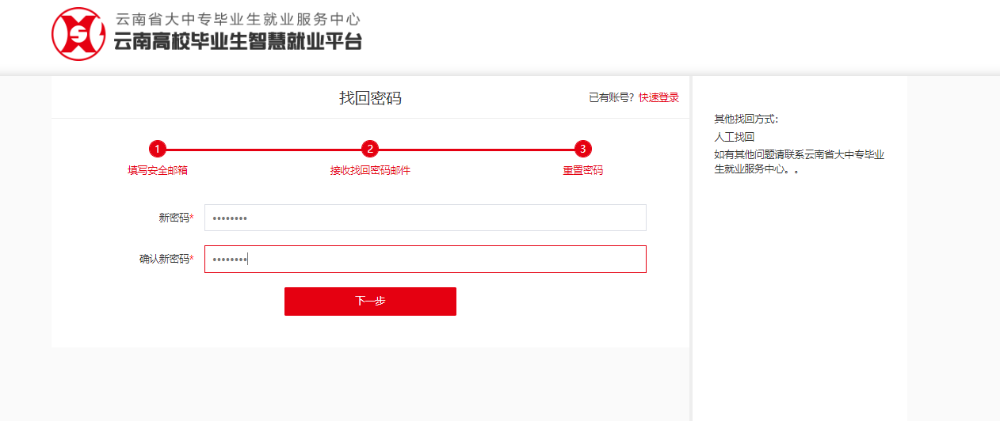 云南省大中专毕业生就业服务中心
云南高校毕业生智慧就业平台
找回密码
已有账号？快速登录
1
2
3
填写安全邮箱
接收找回密码邮件
重置密码
新密码*
••••••••
确认新密码*
••••••••
下一步
其他找回方式：
人工找回
如有其他问题请联系云南省大中专毕业
生就业服务中心。。